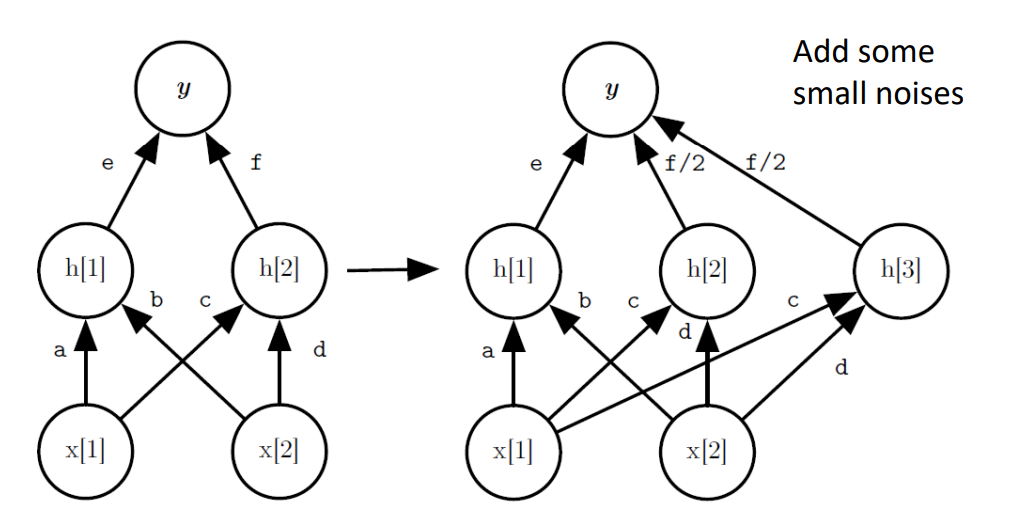 Add some
small noises
y
e
f
h[1]
h[2]
a
b
c
d
x[1]
x[2]
y
e
f/2
f/2
h[1]
h[2]
h[3]
a
b
c
d
c
d
x[1]
x[2]